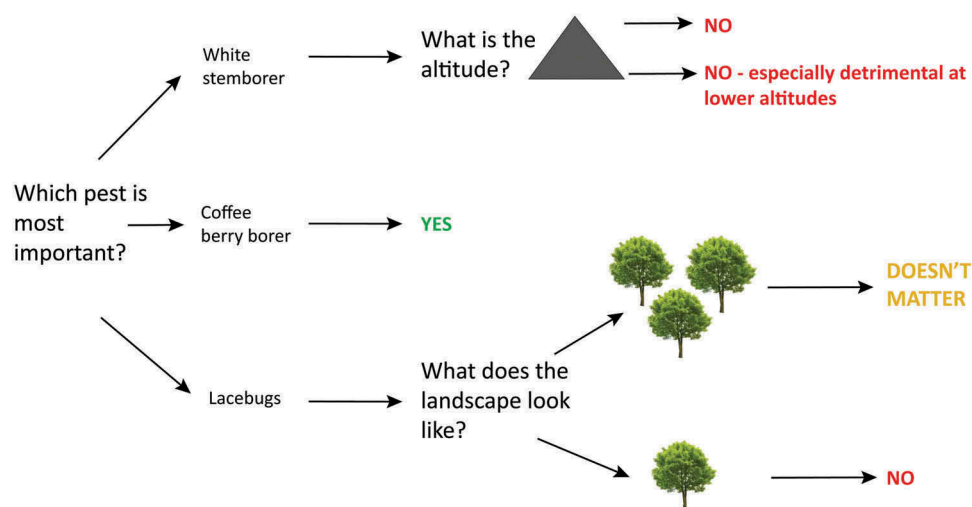 White
stemborer
What is the
altitude?
NO
NO - especially detrimental at
lower altitudes
Which pest is
most
important?
Coffee
berry borer
YES
DOESN'T
MATTER
Lacebugs
What does the
landscape look
like?
NO